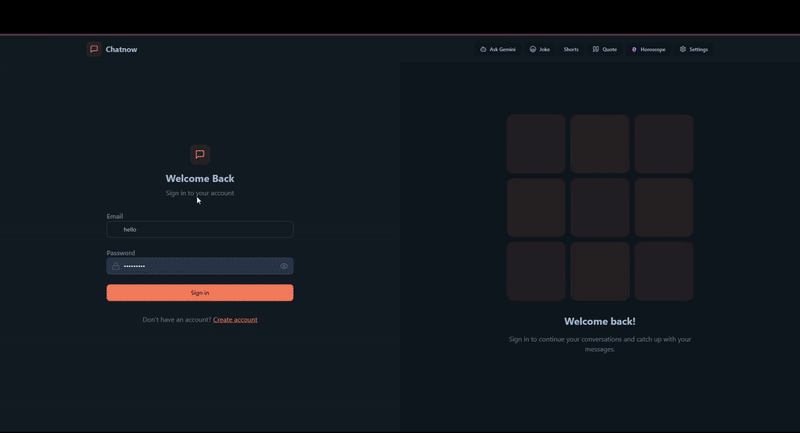 Chatnow
Ask Gemini
Joke
Shorts
Quote
Horoscope
Settings
Welcome Back
Sign in to your account
Email
hello
Password
•••••••••
Sign in
Don't have an account? Create account
Welcome back!
Sign in to continue your conversations and catch up with your
messages.